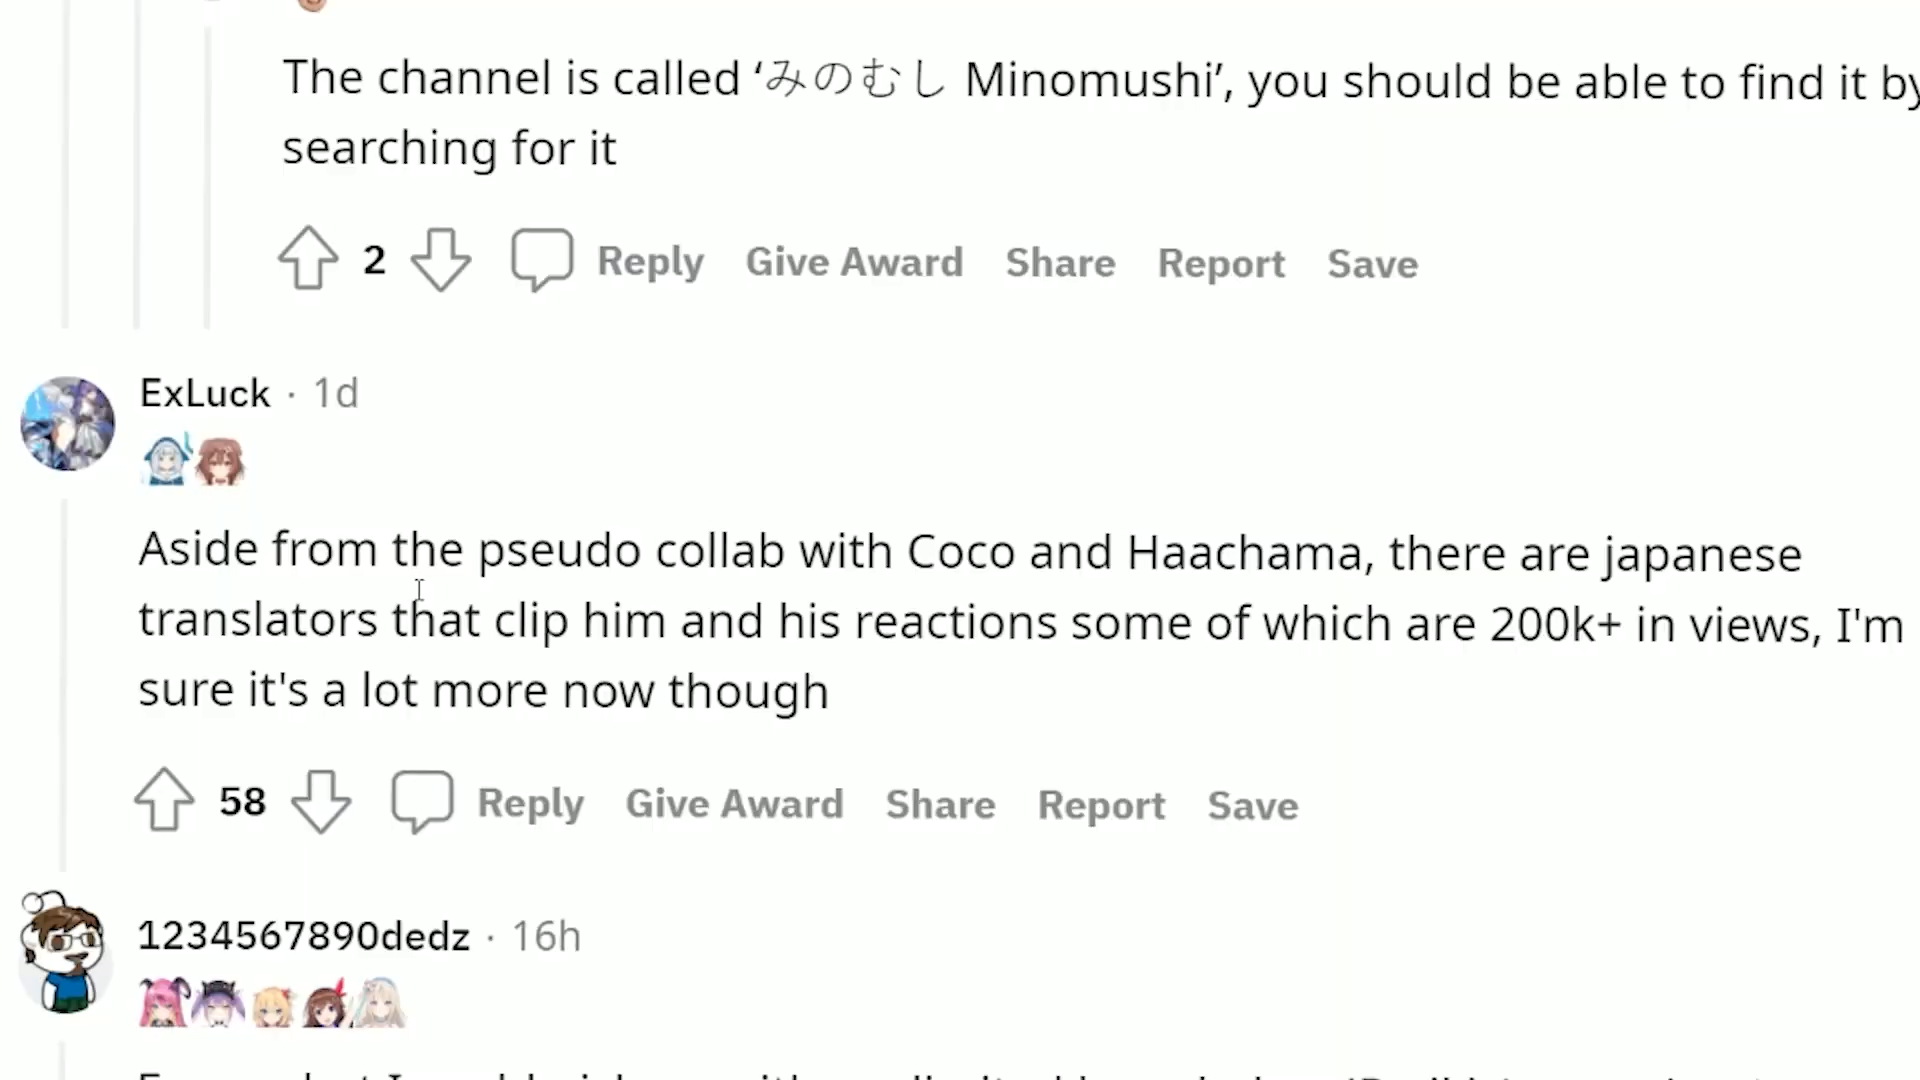 The channel is called ‘みのむし Minomushi’, you should be able to find it by
searching for it
2 Reply Give Award Share Report Save
ExLuck · 1d
Aside from the pseudo collab with Coco and Haachama, there are japanese
translators that clip him and his reactions some of which are 200k+ in views, I'm
sure it's a lot more now though
58 Reply Give Award Share Report Save
1234567890dedz · 16h